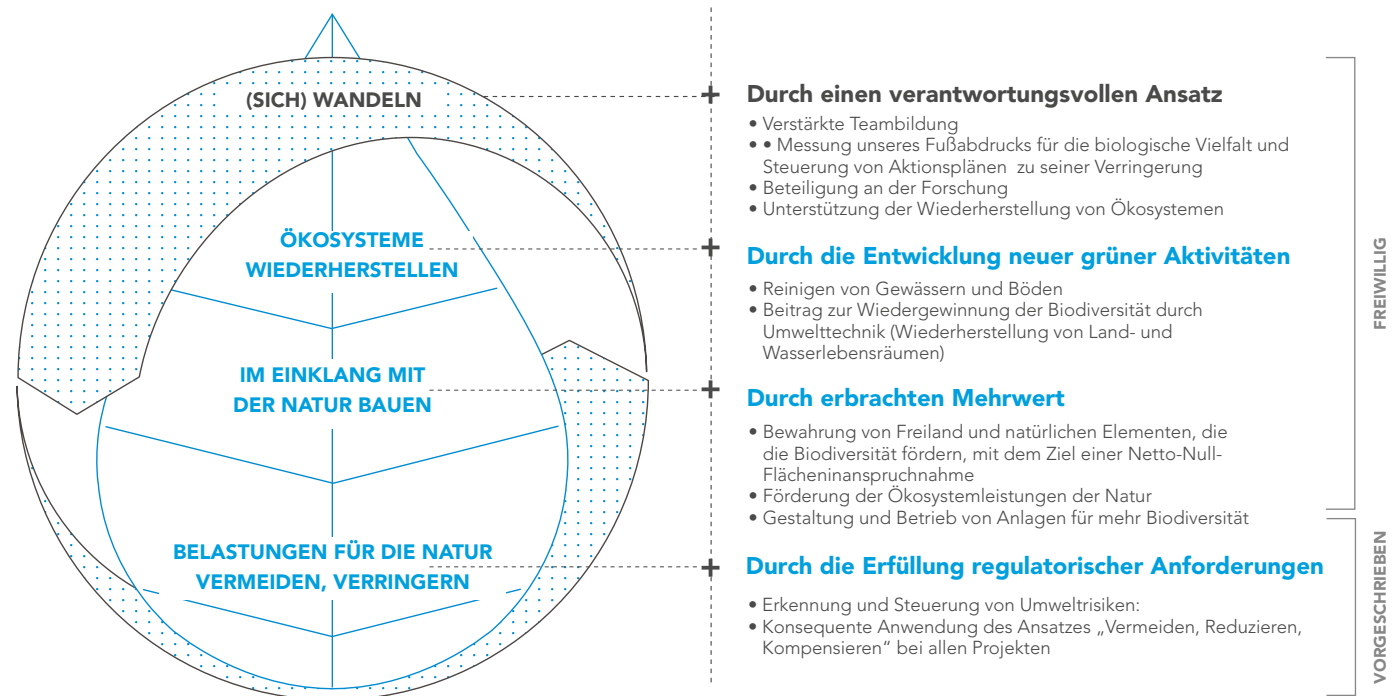 (SICH) WANDELN
Durch einen verantwortungsvollen Ansatz
• Verstärkte Teambildung
• • Messung unseres Fußabdrucks für die biologische Vielfalt und
Steuerung von Aktionsplänen zu seiner Verringerung
• Beteiligung an der Forschung
• Unterstützung der Wiederherstellung von Ökosystemen
ÖKOSYSTEME
WIEDERHERSTELLEN
Durch die Entwicklung neuer grüner Aktivitäten
• Reinigen von Gewässern und Böden
• Beitrag zur Wiedergewinnung der Biodiversität durch
Umwelttechnik (Wiederherstellung von Land- und
Wasserlebensräumen)
IM EINKLANG MIT
DER NATUR BAUEN
Durch erbrachten Mehrwert
• Bewahrung von Freiland und natürlichen Elementen, die
die Biodiversität fördern, mit dem Ziel einer Netto-Null-
Flächeninanspruchnahme
• Förderung der Ökosystemleistungen der Natur
• Gestaltung und Betrieb von Anlagen für mehr Biodiversität
FREIWILLIG
BELASTUNGEN FÜR DIE NATUR
VERMEIDEN, VERRINGERN
Durch die Erfüllung regulatorischer Anforderungen
• Erkennung und Steuerung von Umweltrisiken:
• Konsequente Anwendung des Ansatzes „Vermeiden, Reduzieren,
Kompensieren“ bei allen Projekten
VORGESCHRIEBEN